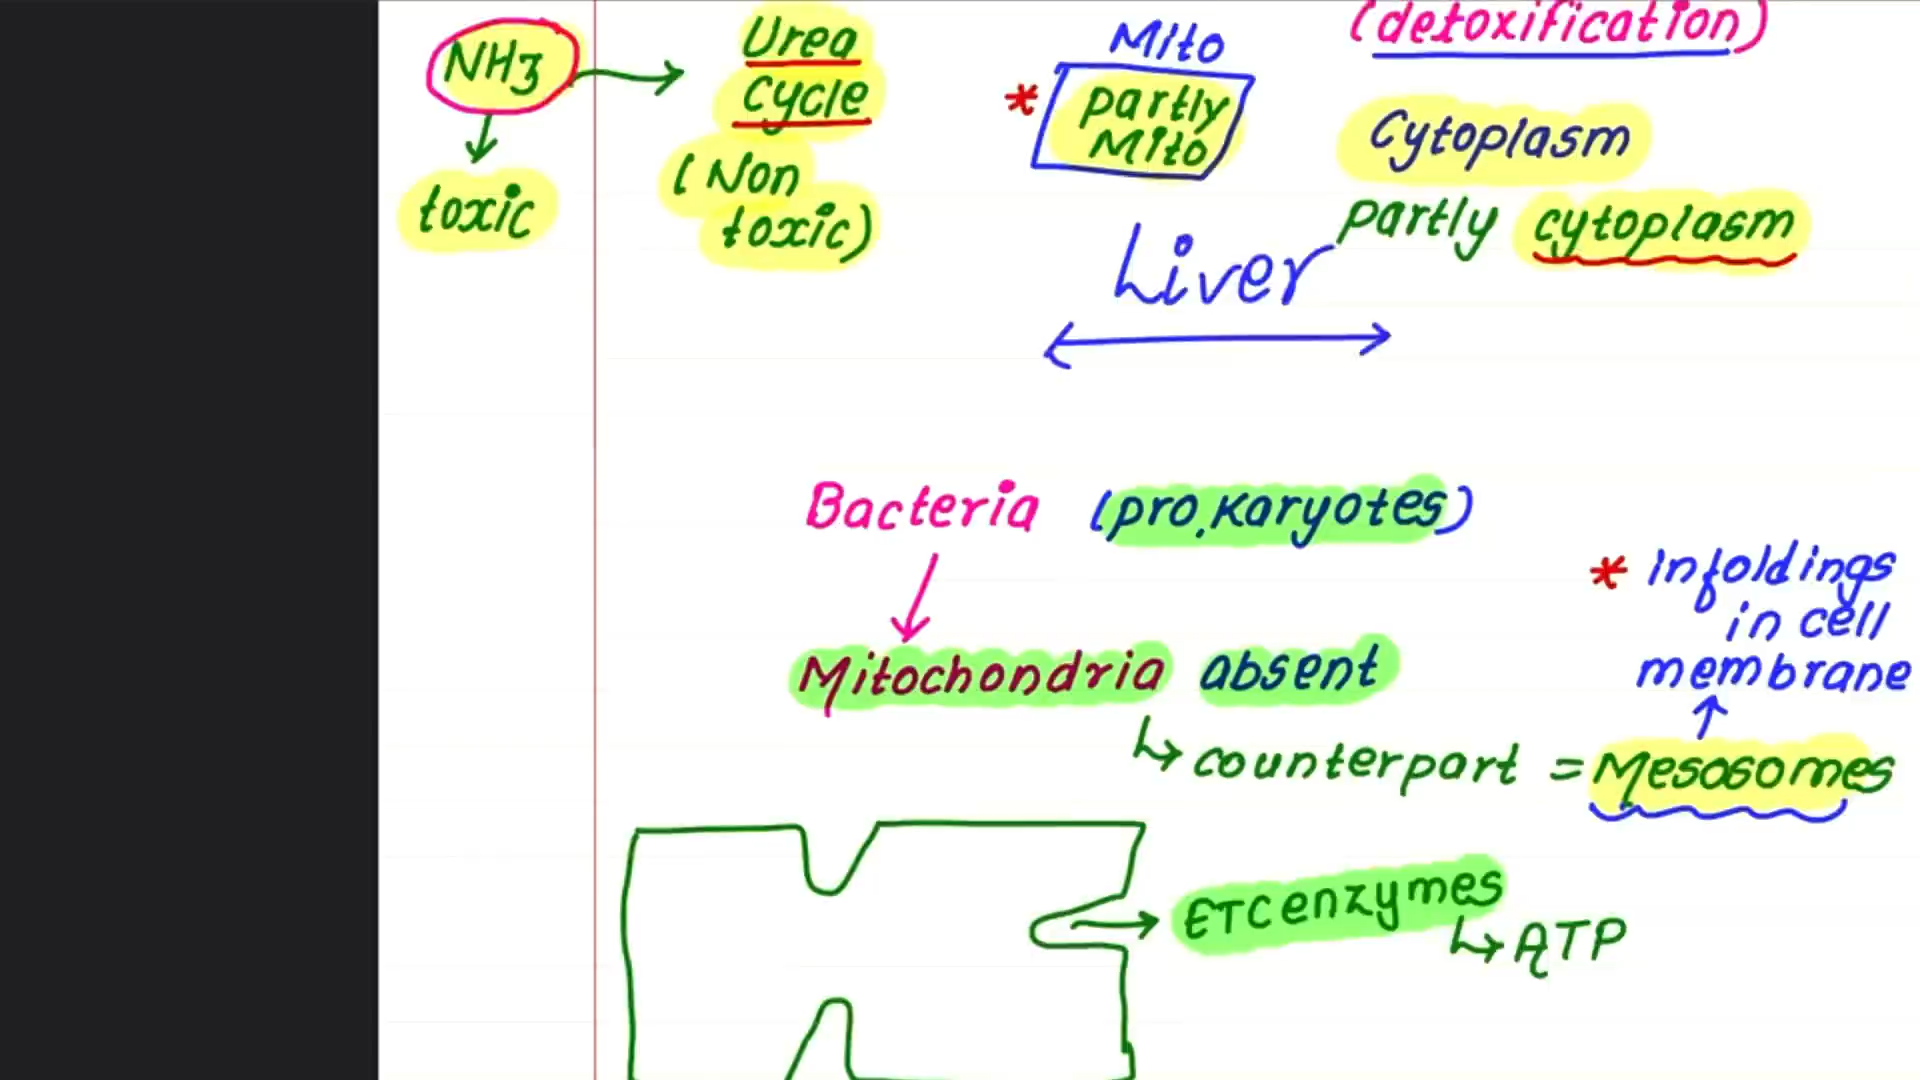 NH3
toxic
Urea
Cycle
(Non
toxic)
Mito
* partly
Mito
(detoxification)
Cytoplasm
partly cytoplasm
Liver
Bacteria (pro.karyotes)
Mitochondria absent
* infoldings
in cell
membrane
counterpart = Mesosomes
ETC enzymes
ATP